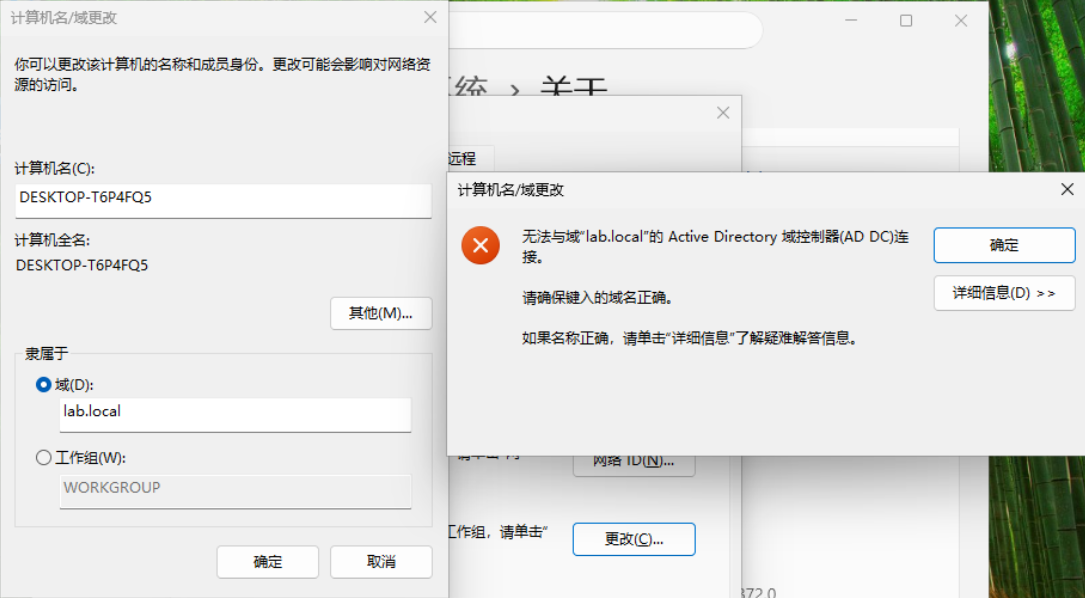 计算机名/域更改
你可以更改该计算机的名称和成员身份。更改可能会影响对网络资
源的访问。
计算机名(C):
DESKTOP-T6P4FQ5
计算机全名:
DESKTOP-T6P4FQ5
其他(M)...
隶属于
域(D):
lab.local
工作组(W):
WORKGROUP
确定
取消
系统 › 关于
远程
计算机名/域更改
无法与域“lab.local”的 Active Directory 域控制器(AD DC)连
接。
请确保键入的域名正确。
如果名称正确，请单击“详细信息”了解疑难解答信息。
确定
详细信息(D) >>
网络 ID(N)...
工作组，请单击“
更改(C)...
372.0